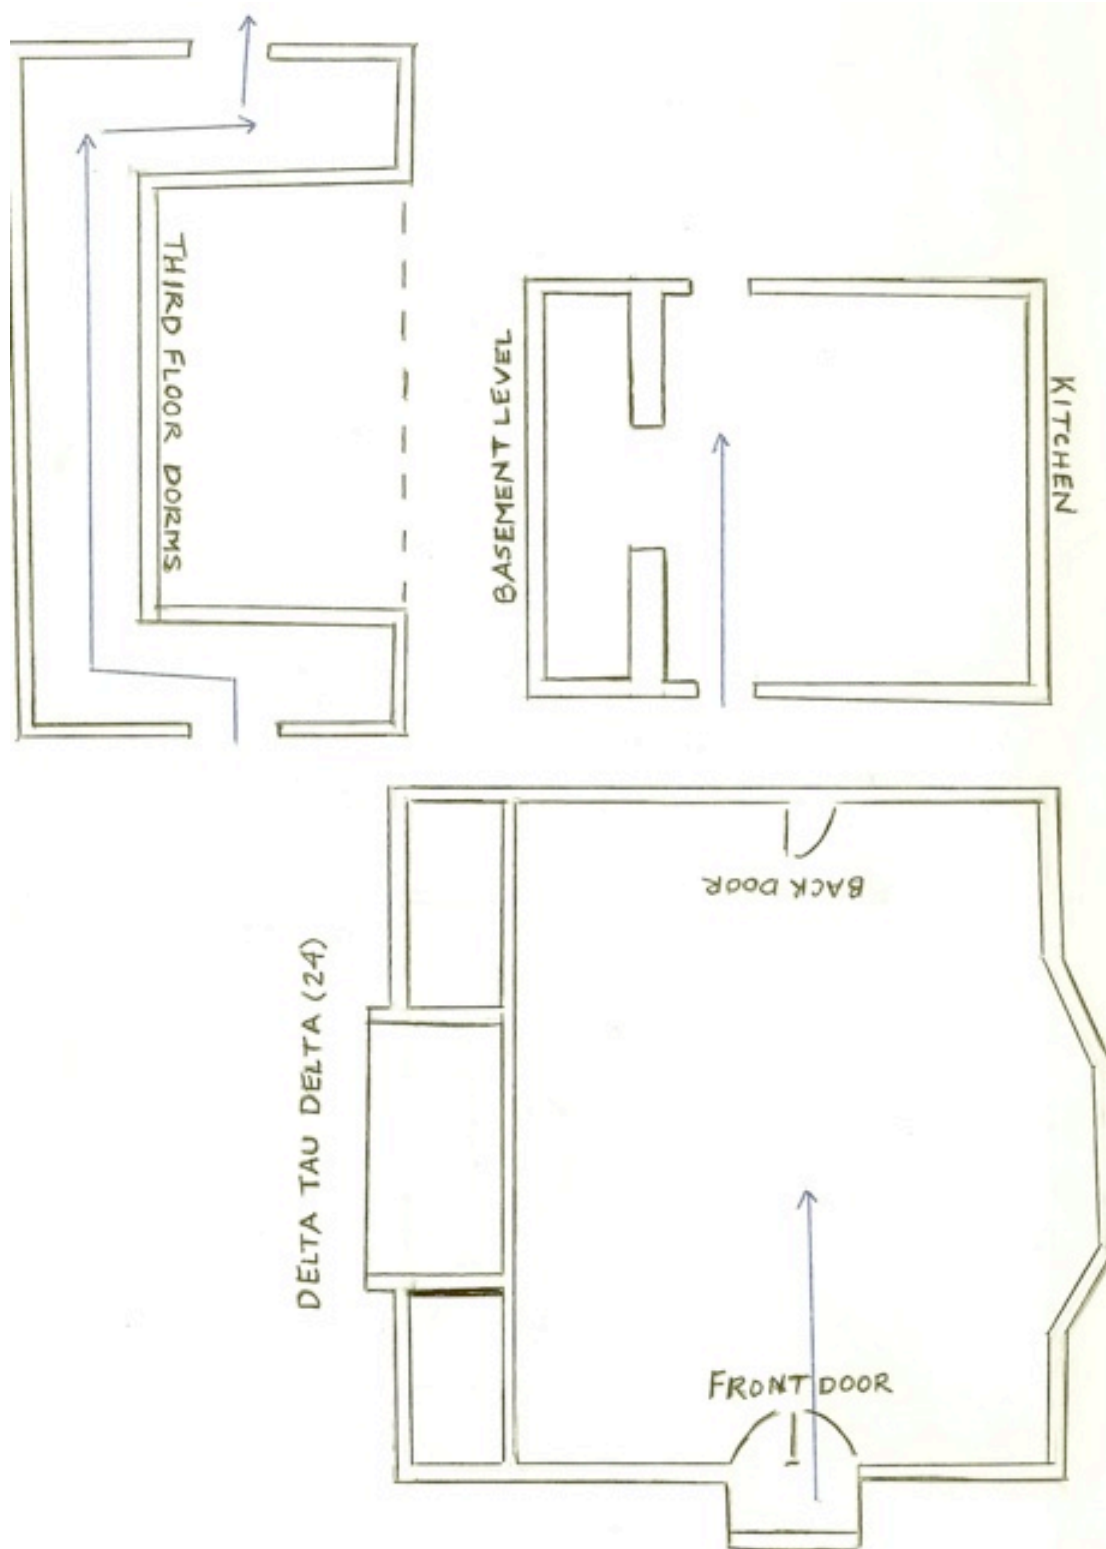 THIRD FLOOR DORMS
BASEMENT LEVEL
KITCHEN
BACK DOOR
DELTA TAU DELTA (24)
FRONT DOOR